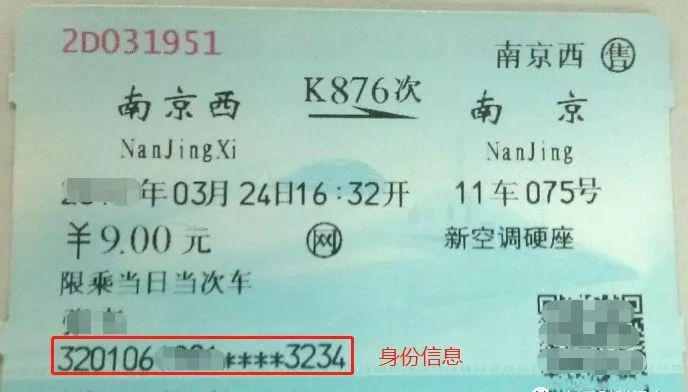 2D031951
南京西 售
南京西 K876次 南京
NanJingXi NanJing
年03月24日16:32开 11车075号
￥9.00元 网 新空调硬座
限乘当日当次车
320106 ****3234 身份信息